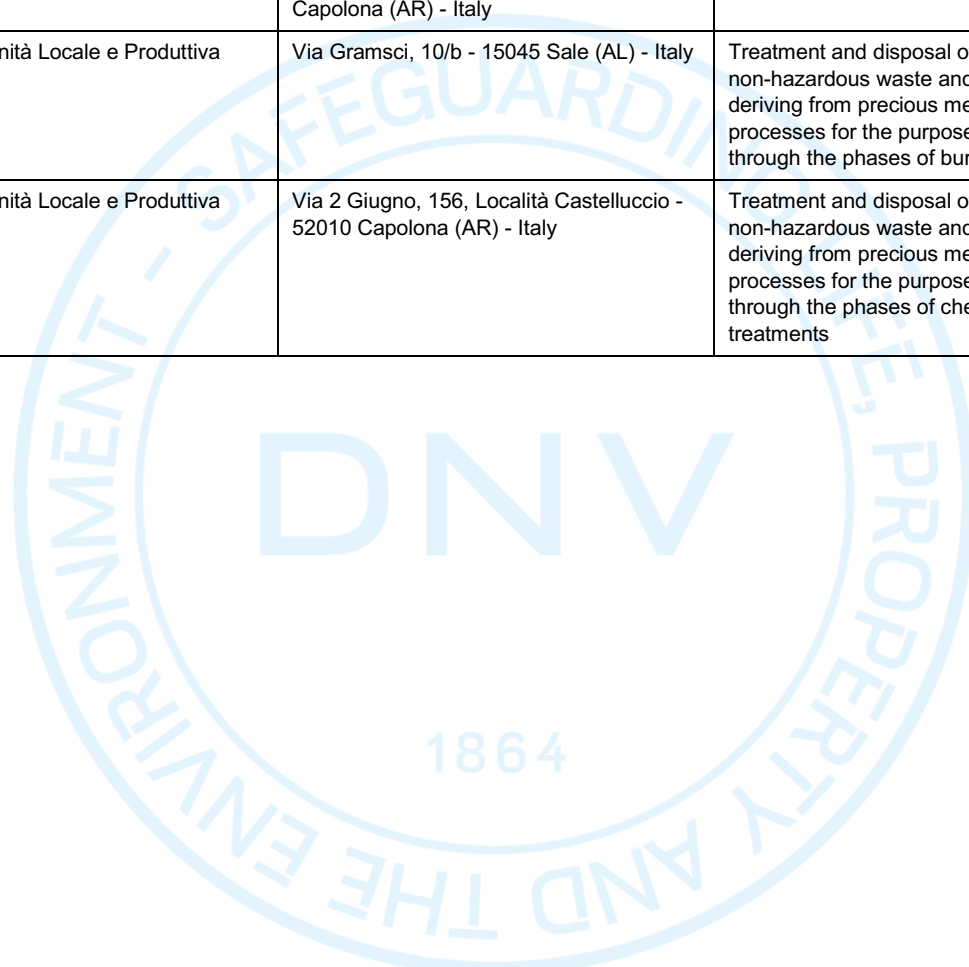 Capolona (AR) - Italy
nità Locale e Produttiva
Via Gramsci, 10/b - 15045 Sale (AL) - Italy
Treatment and disposal o
non-hazardous waste and
deriving from precious me
processes for the purpose
through the phases of bur
nità Locale e Produttiva
Via 2 Giugno, 156, Località Castelluccio -
52010 Capolona (AR) - Italy
Treatment and disposal o
non-hazardous waste and
deriving from precious me
processes for the purpose
through the phases of che
treatments
SAFEGUARDING LIFE, PROPERTY AND THE ENVIRONMENT -
DNV
1864